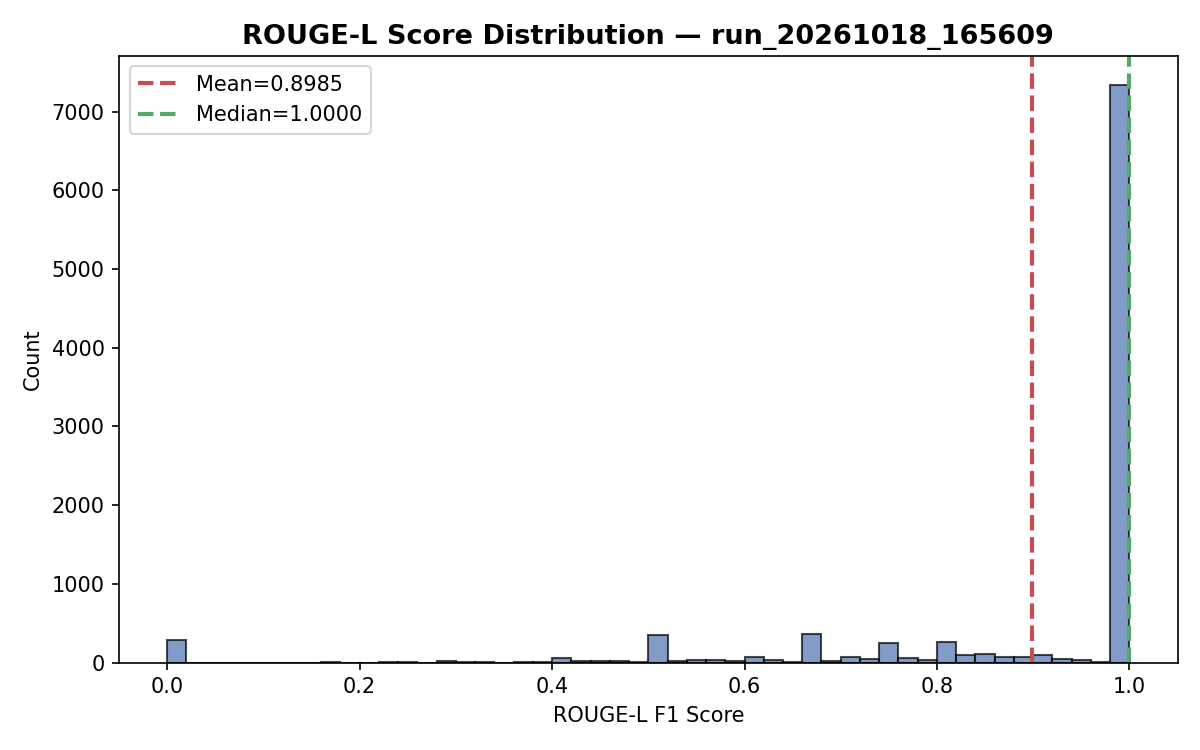 ROUGE-L Score Distribution — run_20261018_165609
Mean=0.8985
Median=1.0000
7000
6000
5000
4000
3000
2000
1000
0
Count
0.0 0.2 0.4 0.6 0.8 1.0
ROUGE-L F1 Score